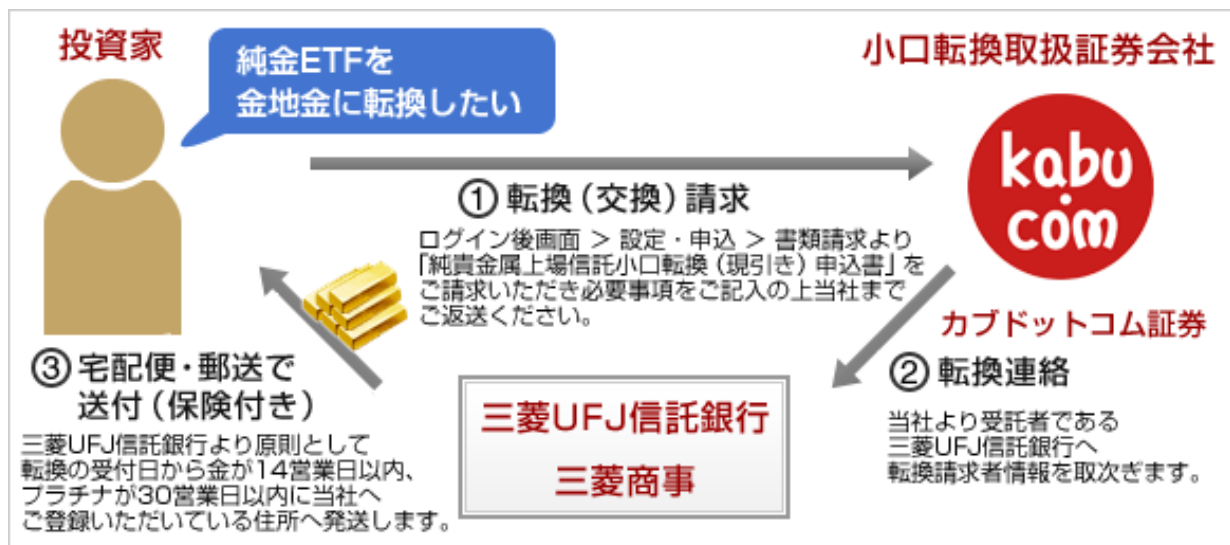 投資家
純金ETFを
金地金に転換したい
小口転換取扱証券会社
kabu
.com
カブドットコム証券
① 転換（交換）請求
ログイン後画面 ＞ 設定・申込 ＞ 書類請求より
「純貴金属上場信託小口転換（現引き）申込書」を
ご請求いただき必要事項をご記入の上当社まで
ご返送ください。
② 転換連絡
当社より受託者である
三菱UFJ信託銀行へ
転換請求者情報を取次ぎます。
三菱UFJ信託銀行
三菱商事
③ 宅配便・郵送で
送付（保険付き）
三菱UFJ信託銀行より原則として
転換の受付日から金が14営業日以内、
プラチナが30営業日以内に当社へ
ご登録いただいている住所へ発送します。